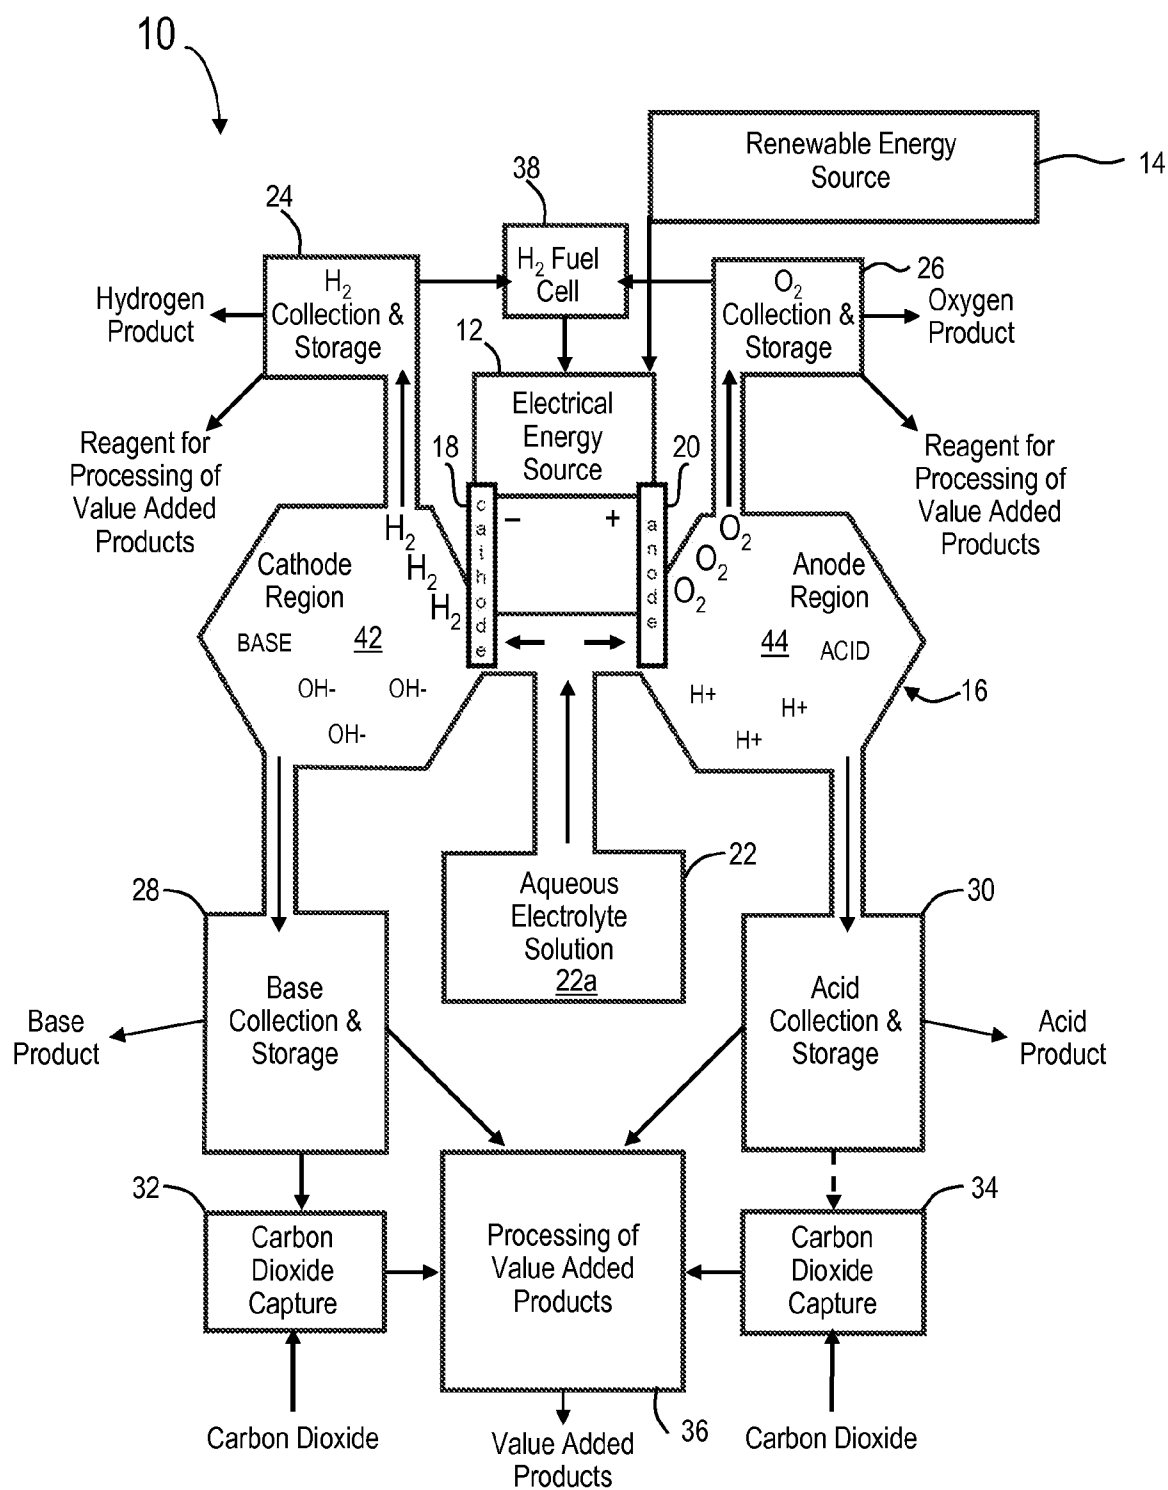 10
Renewable Energy
Source
14
38
24
H2 Fuel
Cell
26
H2
Collection &
Storage
O2
Collection &
Storage
Hydrogen
Product
Oxygen
Product
12
Electrical
Energy
Source
Reagent for
Processing of
Value Added
Products
18
20
Reagent for
Processing of
Value Added
Products
cathode
− +
anode
H2
H2
H2
O2
O2
O2
Cathode
Region
Anode
Region
BASE
42
44
ACID
OH- OH-
OH-
H+
H+
H+
16
22
Aqueous
Electrolyte
Solution
22a
28
30
Base
Collection &
Storage
Acid
Collection &
Storage
Base
Product
Acid
Product
32
34
Carbon
Dioxide
Capture
Processing of
Value Added
Products
Carbon
Dioxide
Capture
36
Carbon Dioxide
Value Added
Products
Carbon Dioxide